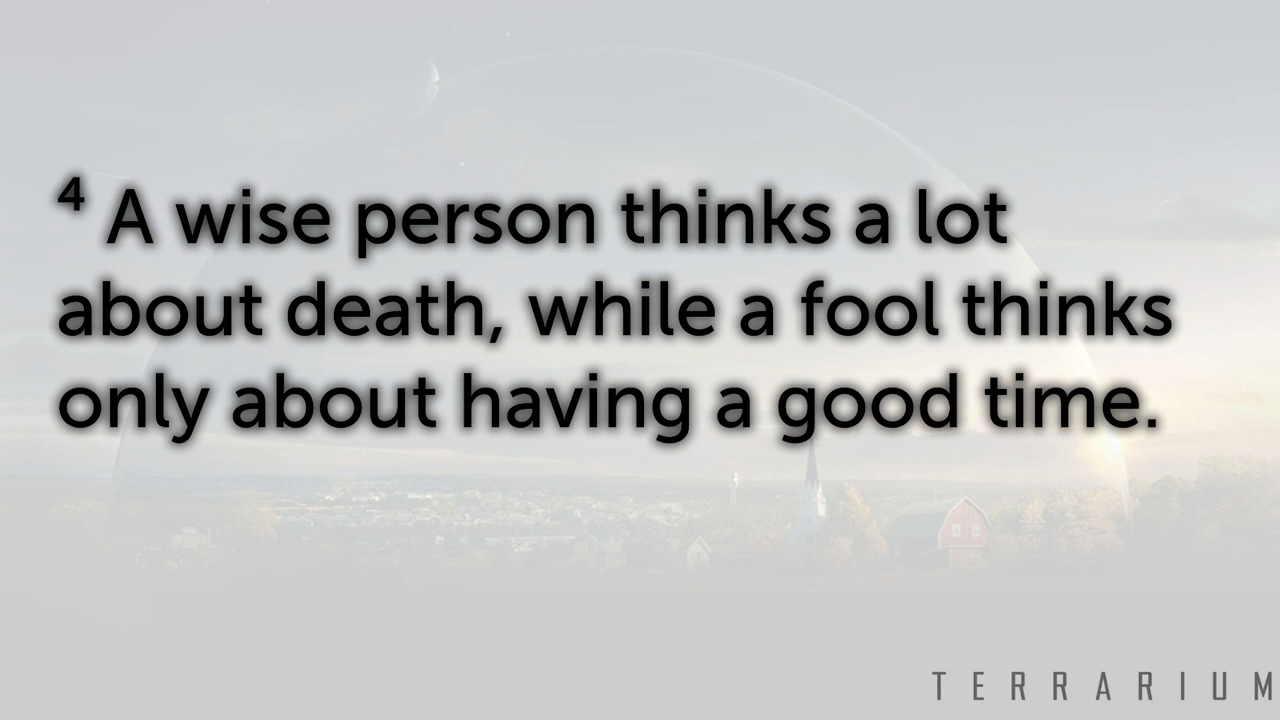 ⁴ A wise person thinks a lot
about death, while a fool thinks
only about having a good time.
TERRARIUM